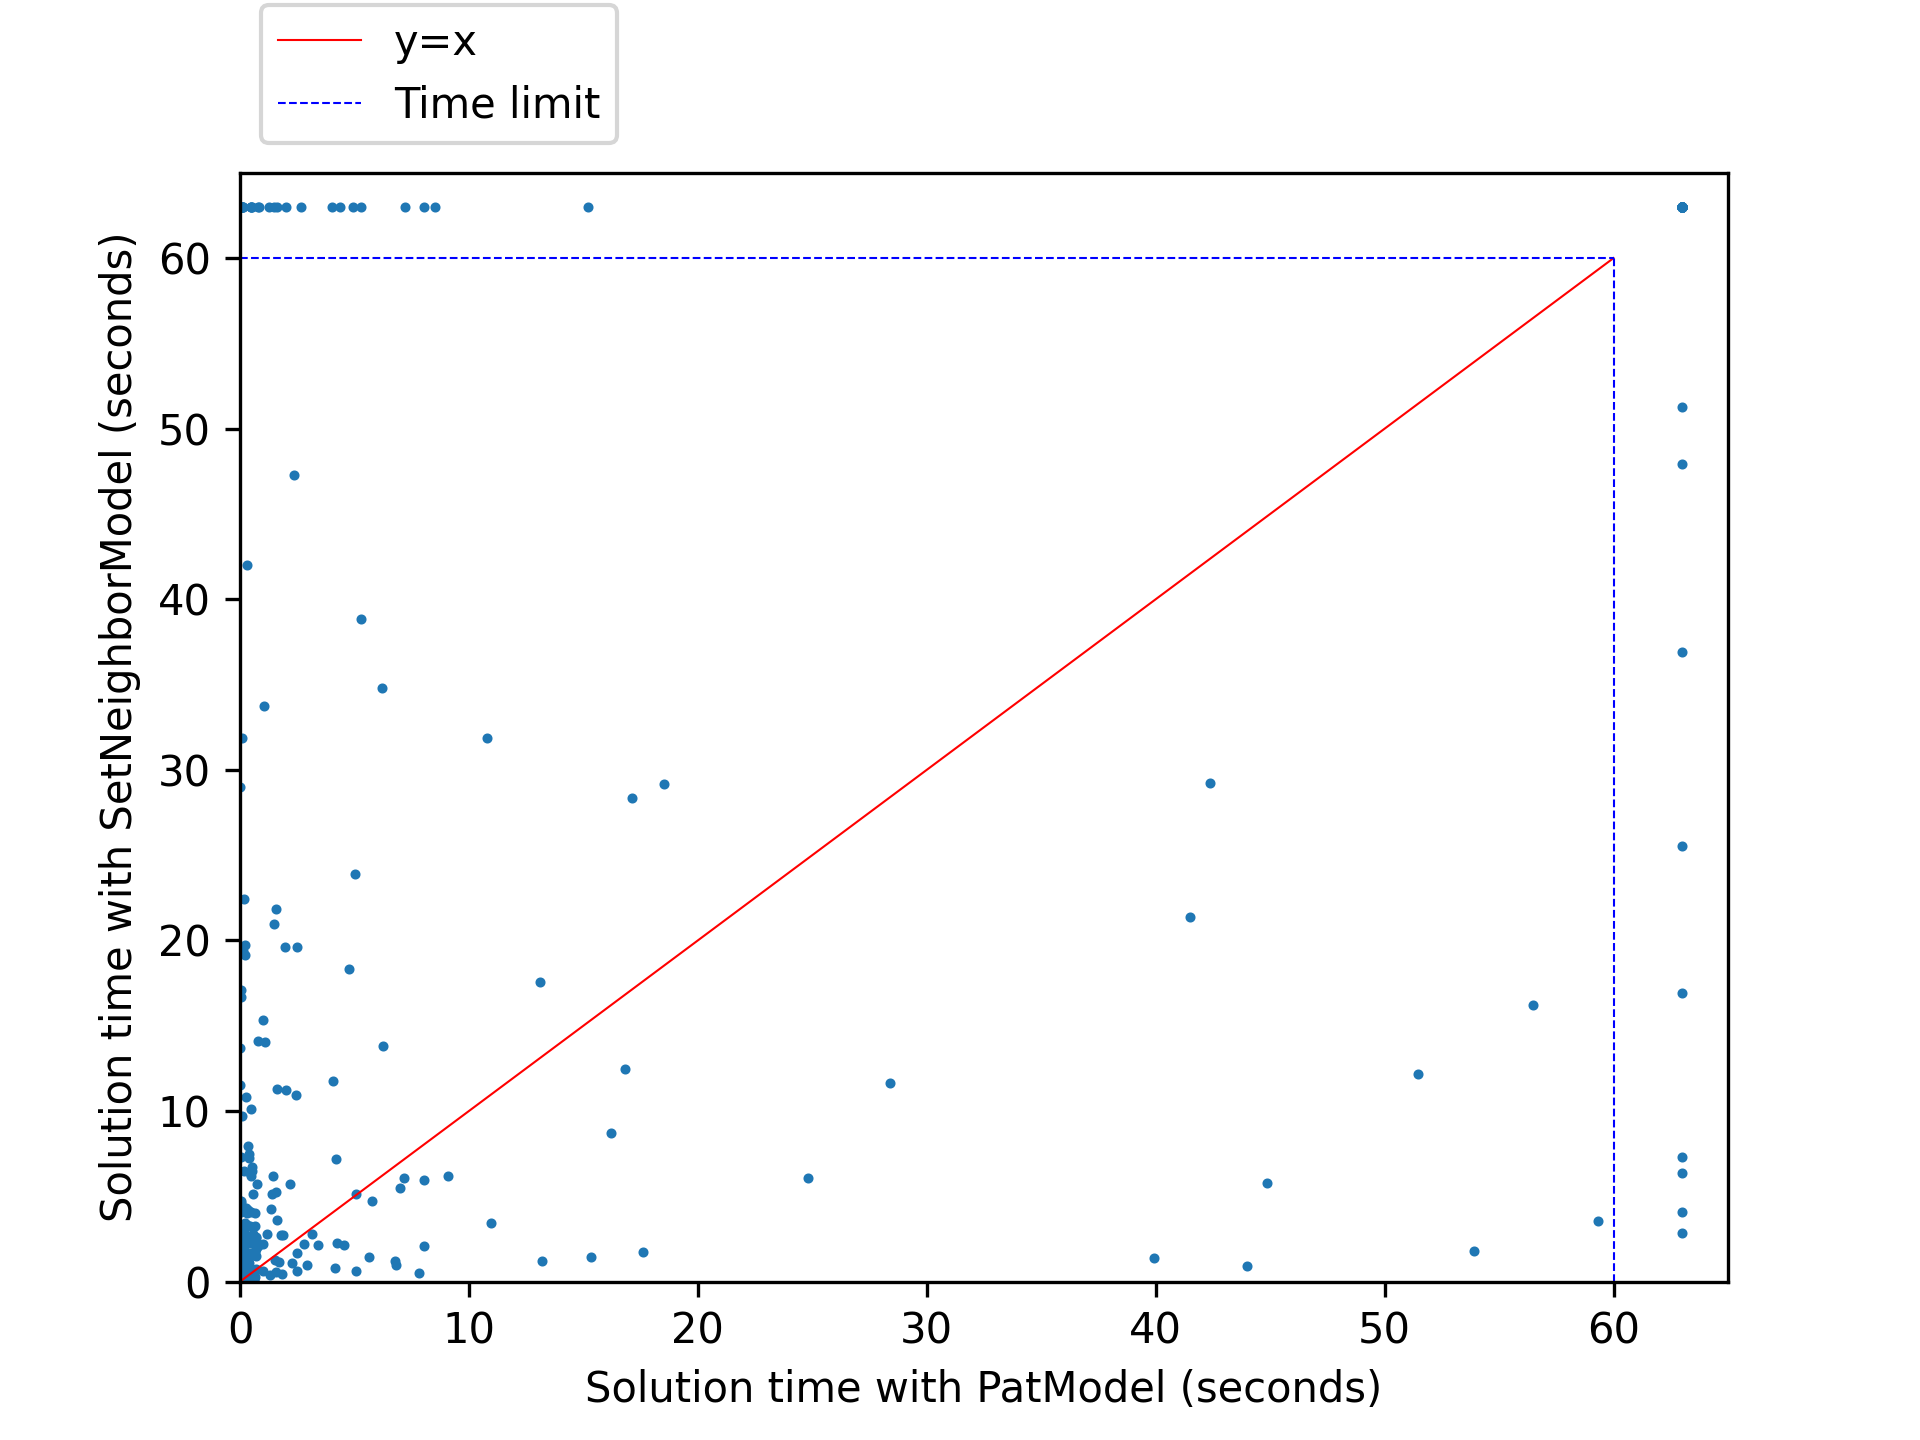 y=x
Time limit
Solution time with SetNeighborModel (seconds)
60
50
40
30
20
10
0
0 10 20 30 40 50 60
Solution time with PatModel (seconds)